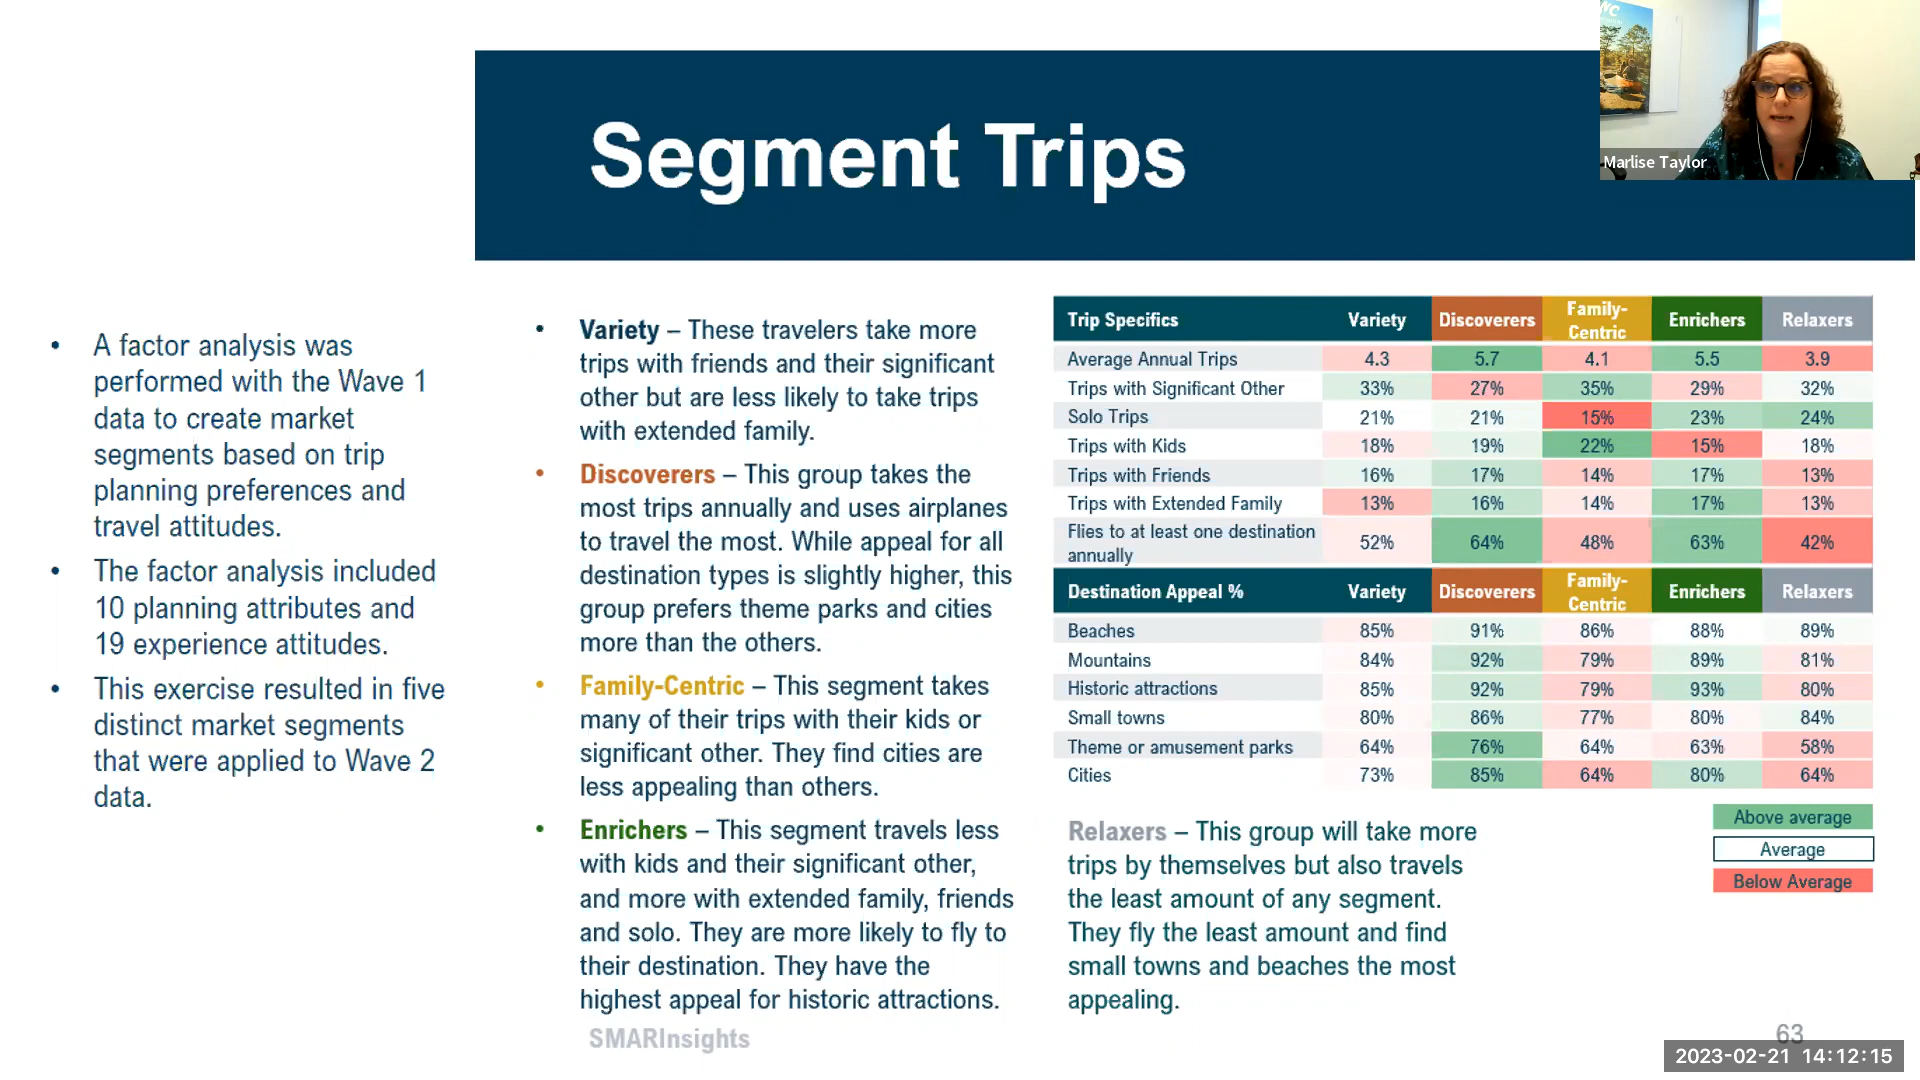 Segment Trips
NC
Marlise Taylor
• A factor analysis was
performed with the Wave 1
data to create market
segments based on trip
planning preferences and
travel attitudes.
• The factor analysis included
10 planning attributes and
19 experience attitudes.
• This exercise resulted in five
distinct market segments
that were applied to Wave 2
data.
• Variety – These travelers take more
trips with friends and their significant
other but are less likely to take trips
with extended family.
• Discoverers – This group takes the
most trips annually and uses airplanes
to travel the most. While appeal for all
destination types is slightly higher, this
group prefers theme parks and cities
more than the others.
• Family-Centric – This segment takes
many of their trips with their kids or
significant other. They find cities are
less appealing than others.
• Enrichers – This segment travels less
with kids and their significant other,
and more with extended family, friends
and solo. They are more likely to fly to
their destination. They have the
highest appeal for historic attractions.
Trip Specifics Variety Discoverers Family-Centric Enrichers Relaxers
Average Annual Trips 4.3 5.7 4.1 5.5 3.9
Trips with Significant Other 33% 27% 35% 29% 32%
Solo Trips 21% 21% 15% 23% 24%
Trips with Kids 18% 19% 22% 15% 18%
Trips with Friends 16% 17% 14% 17% 13%
Trips with Extended Family 13% 16% 14% 17% 13%
Flies to at least one destination
annually 52% 64% 48% 63% 42%
Destination Appeal % Variety Discoverers Family-Centric Enrichers Relaxers
Beaches 85% 91% 86% 88% 89%
Mountains 84% 92% 79% 89% 81%
Historic attractions 85% 92% 79% 93% 80%
Small towns 80% 86% 77% 80% 84%
Theme or amusement parks 64% 76% 64% 63% 58%
Cities 73% 85% 64% 80% 64%
Above average
Average
Below Average
Relaxers – This group will take more
trips by themselves but also travels
the least amount of any segment.
They fly the least amount and find
small towns and beaches the most
appealing.
SMARInsights
63
2023-02-21 14:12:15